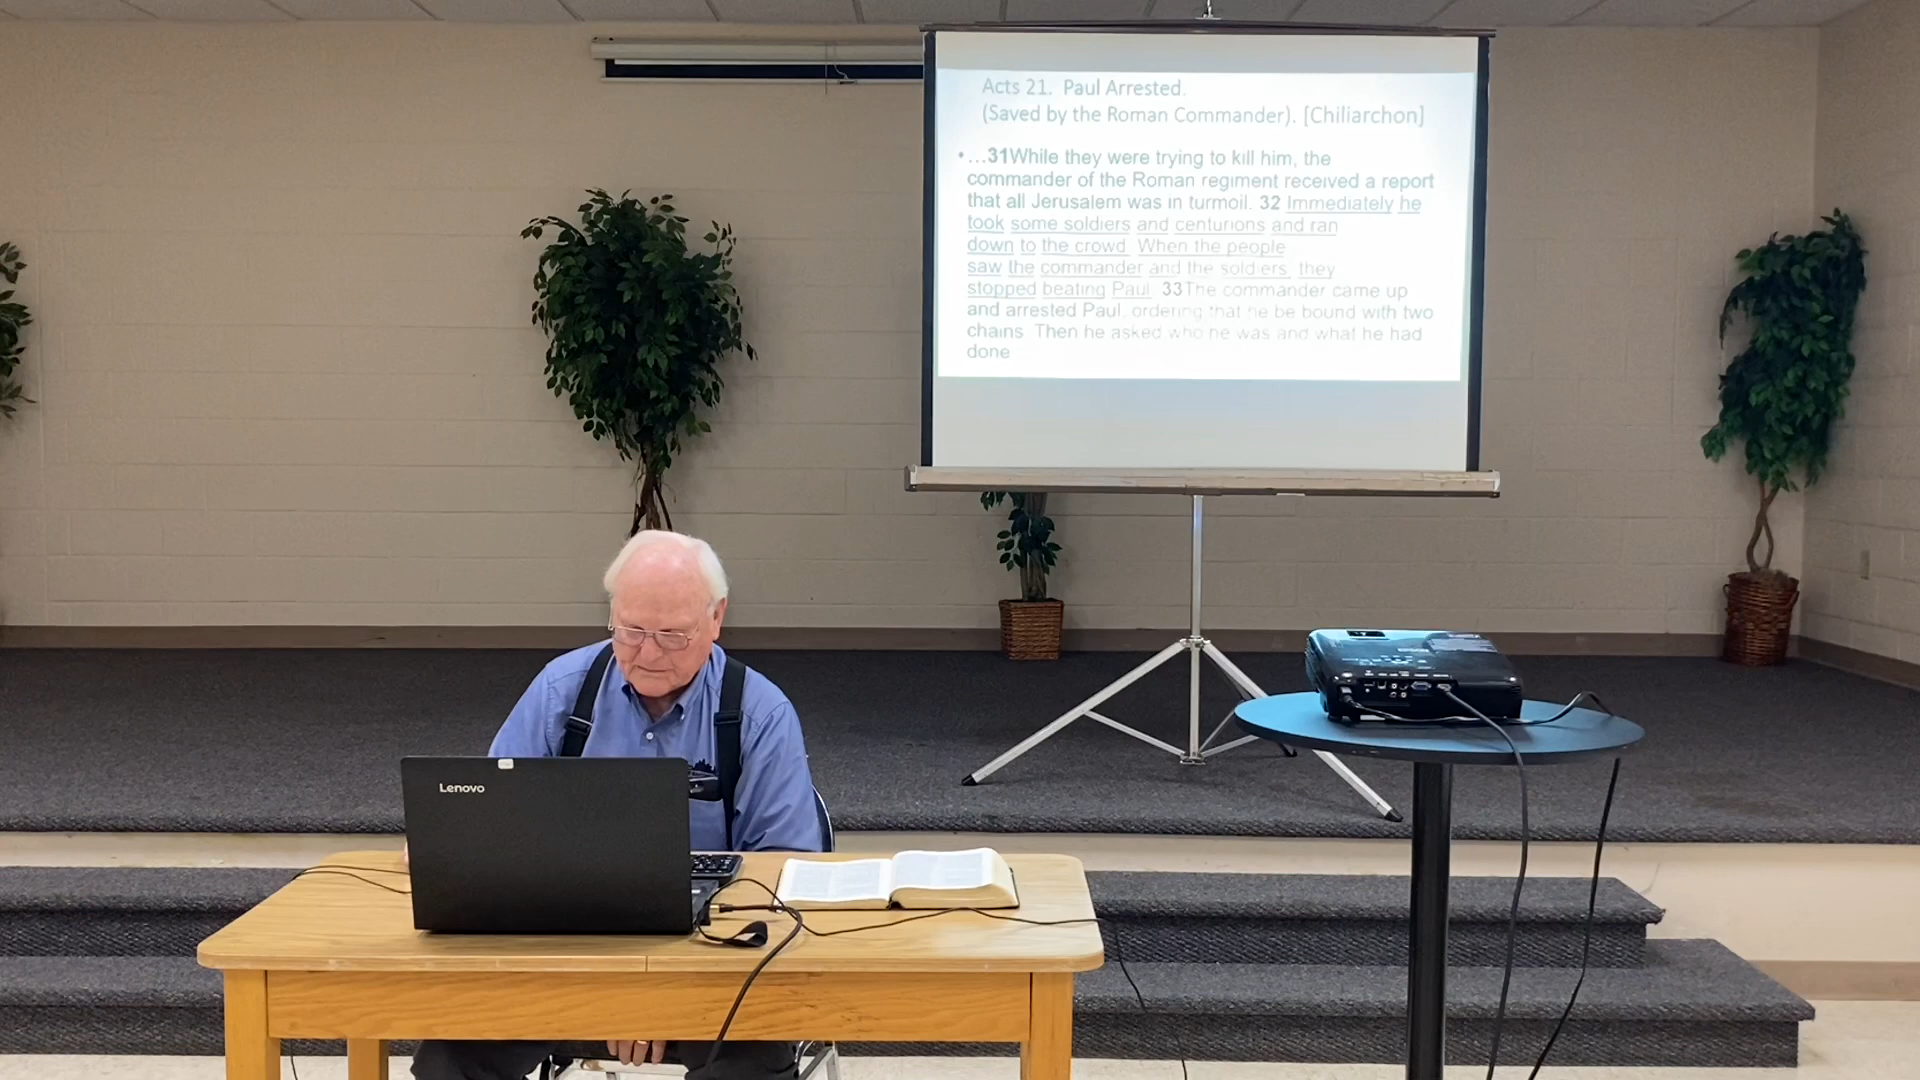 Acts 21. Paul Arrested.
(Saved by the Roman Commander). [Chiliarchon]
•…31While they were trying to kill him, the
commander of the Roman regiment received a report
that all Jerusalem was in turmoil. 32 Immediately he
took some soldiers and centurions and ran
down to the crowd. When the people
saw the commander and the soldiers, they
stopped beating Paul. 33The commander came up
and arrested Paul, ordering that he be bound with two
chains. Then he asked who he was and what he had
done
Lenovo